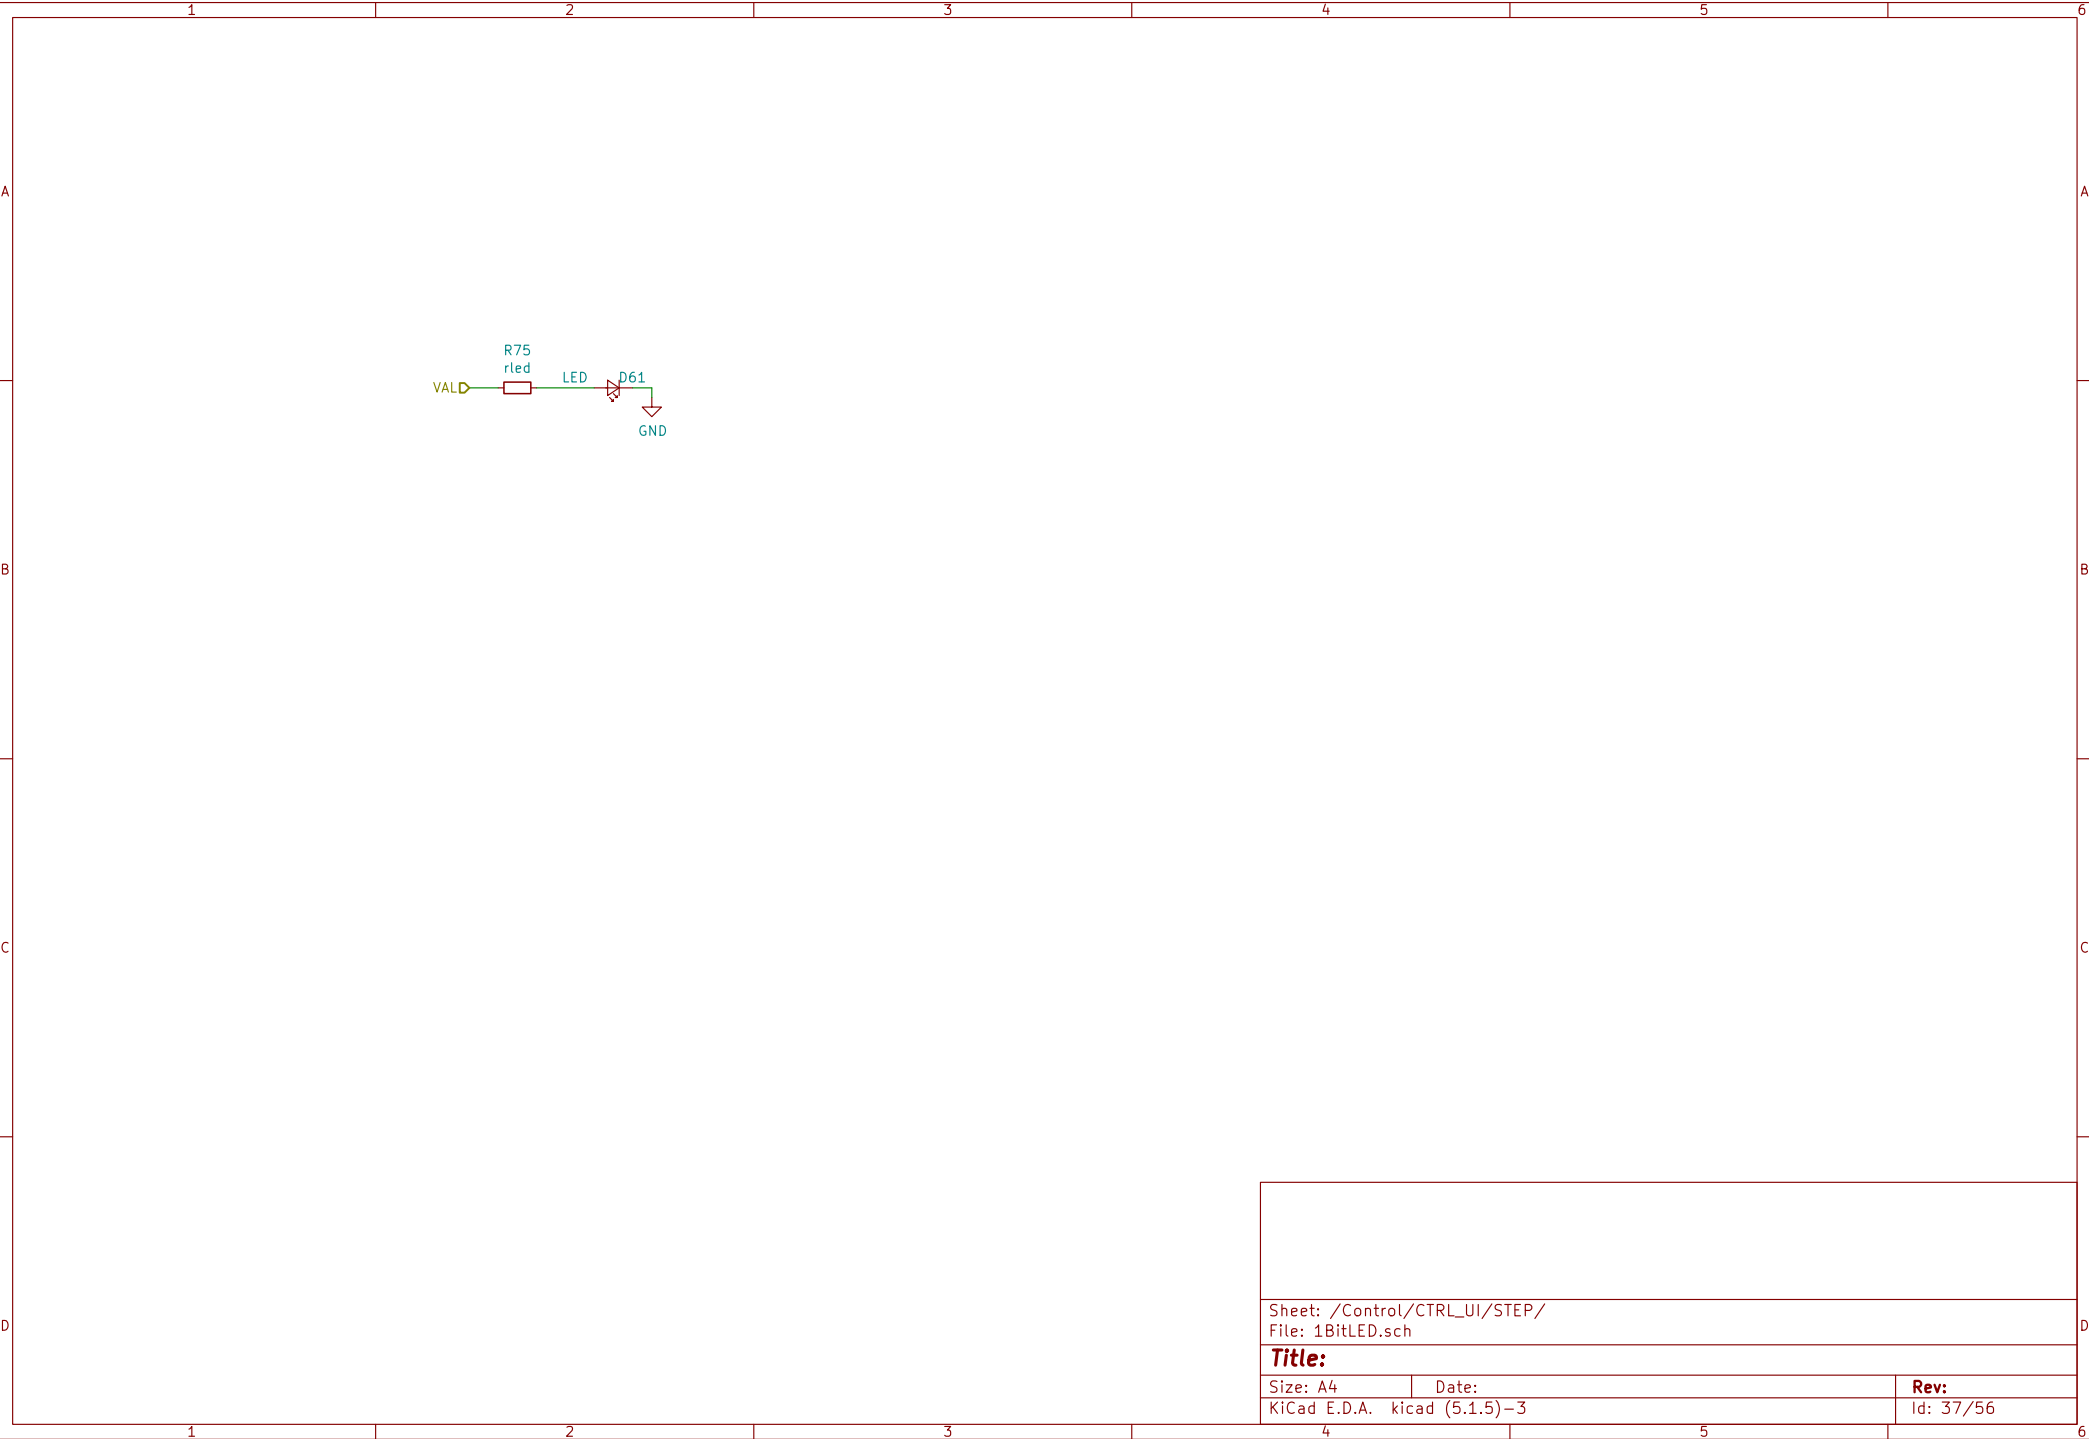 1 2 3 4 5 6
A A
R75
rled
VAL LED D61
GND
B B
C C
Sheet: /Control/CTRL_UI/STEP/
File: 1BitLED.sch
D D
Title:
Size: A4 Date: Rev:
KiCad E.D.A. kicad (5.1.5)-3 Id: 37/56
1 2 3 4 5 6